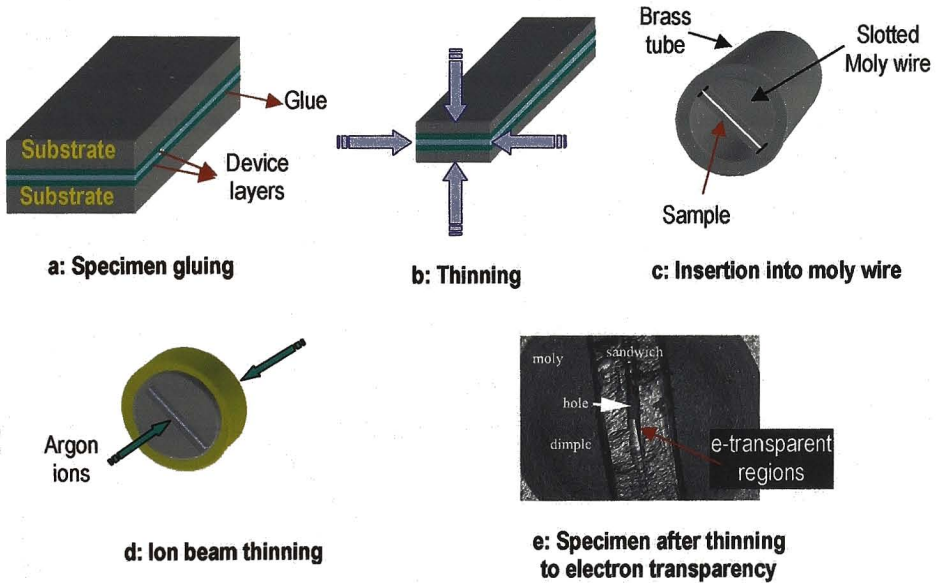 Substrate
Substrate
Glue
Device
layers
a: Specimen gluing
b: Thinning
Brass
tube
Slotted
Moly wire
Sample
c: Insertion into moly wire
Argon
ions
d: Ion beam thinning
moly
sandwich
hole
dimple
e-transparent
regions
e: Specimen after thinning
to electron transparency